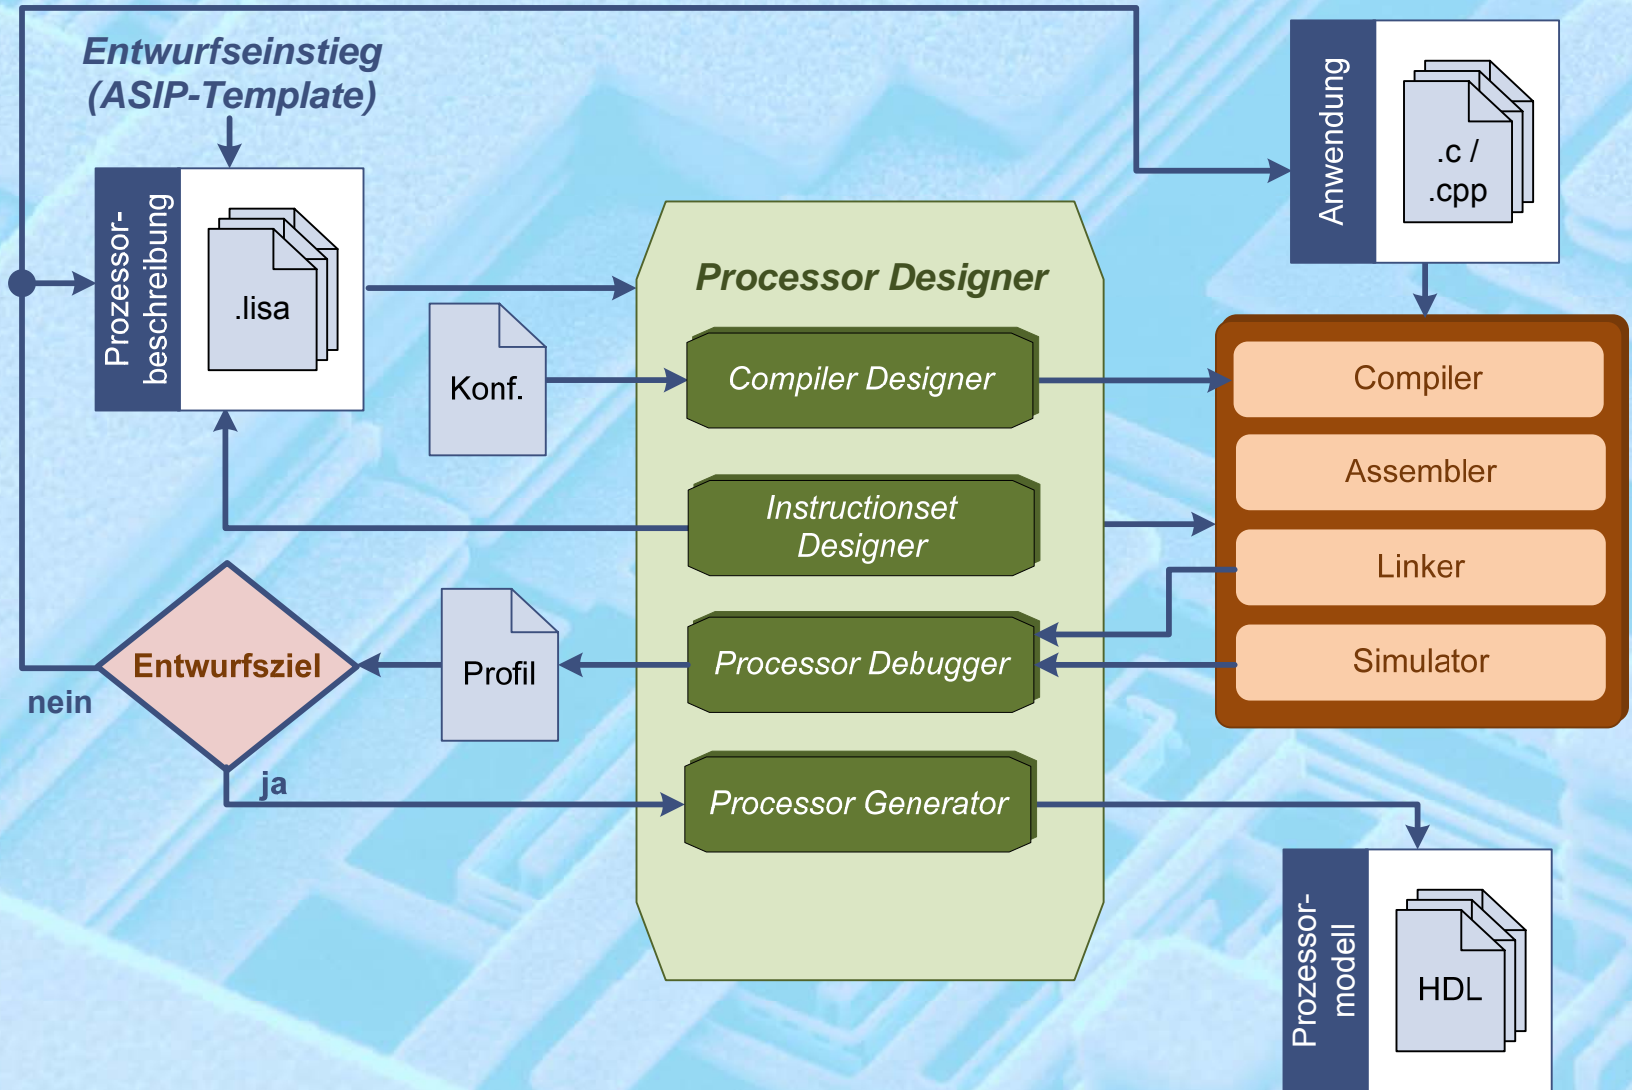 Entwurfseinstieg
(ASIP-Template)
Prozessor-
beschreibung
.lisa
Konf.
Processor Designer
Compiler Designer
Instructionset
Designer
Processor Debugger
Processor Generator
Anwendung
.c /
.cpp
Compiler
Assembler
Linker
Simulator
Entwurfsziel
nein
ja
Profil
Prozessor-
modell
HDL